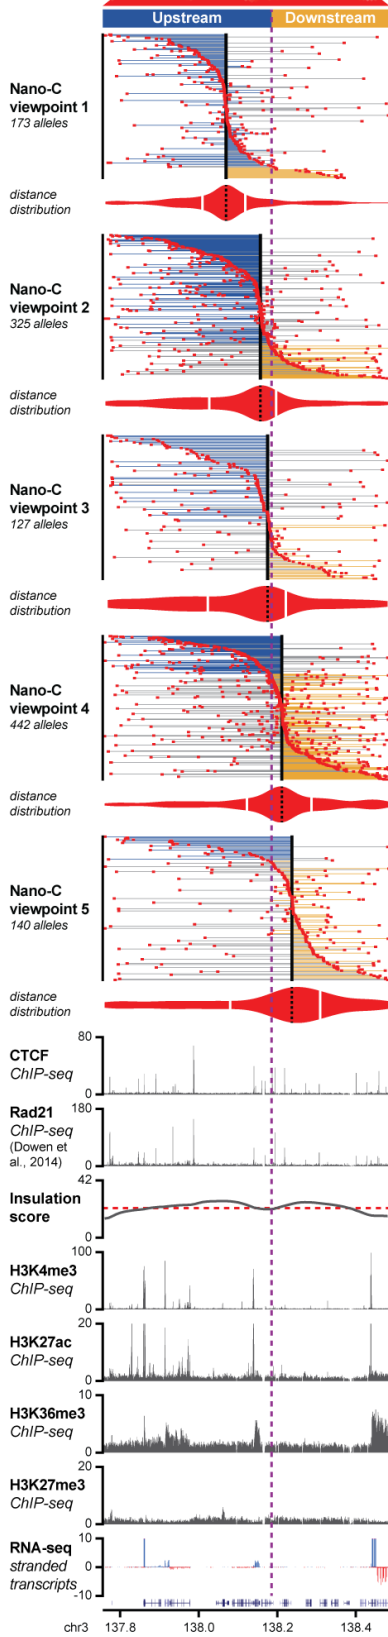 Upstream Downstream
Nano-C
viewpoint 1
173 alleles
distance
distribution
Nano-C
viewpoint 2
325 alleles
distance
distribution
Nano-C
viewpoint 3
127 alleles
distance
distribution
Nano-C
viewpoint 4
442 alleles
distance
distribution
Nano-C
viewpoint 5
140 alleles
distance
distribution
80
CTCF
ChIP-seq
0
180
Rad21
ChIP-seq
(Dowen et
al., 2014)
0
42
Insulation
score
0
100
H3K4me3
ChIP-seq
0
20
H3K27ac
ChIP-seq
0
10
H3K36me3
ChIP-seq
0
20
H3K27me3
ChIP-seq
0
10
RNA-seq
stranded
0
transcripts
-10
chr3 137.8 138.0 138.2 138.4